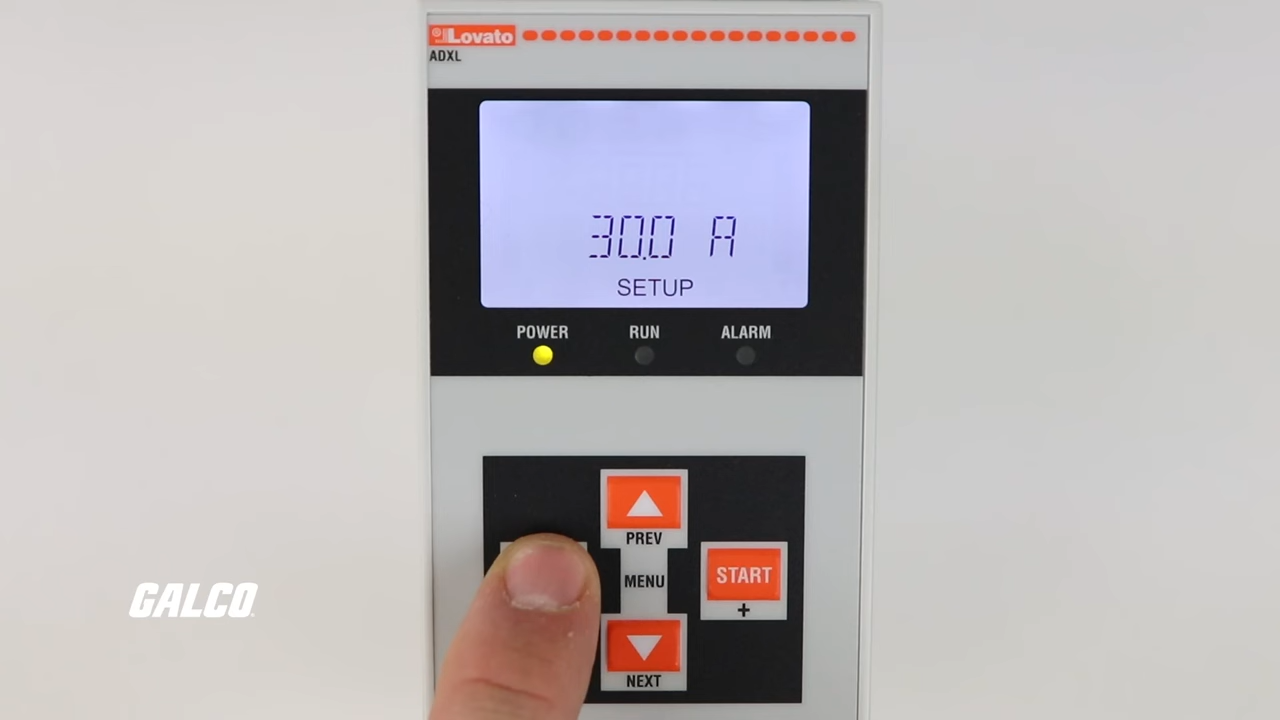 Lovato
ADXL
30.0 A
SETUP
POWER RUN ALARM
PREV
MENU
START
+
NEXT
GALCO